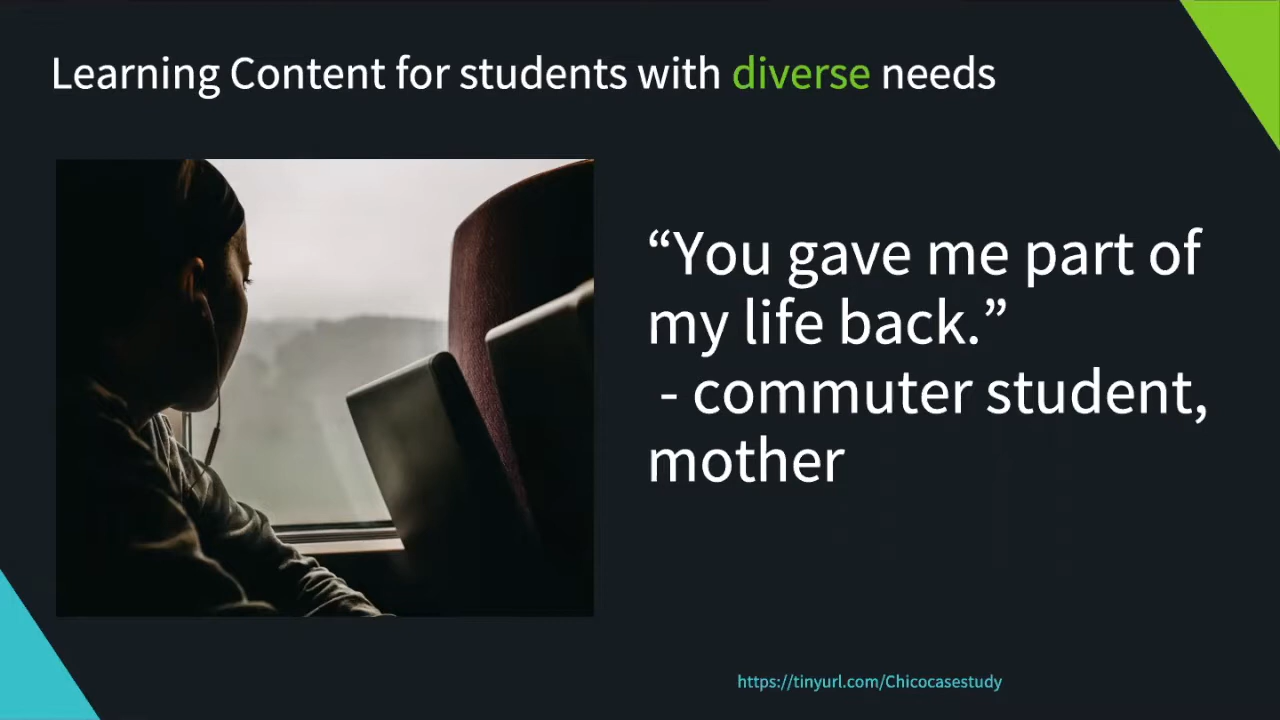 Learning Content for students with diverse needs
“You gave me part of
my life back.”
- commuter student,
mother
https://tinyurl.com/Chicocasestudy